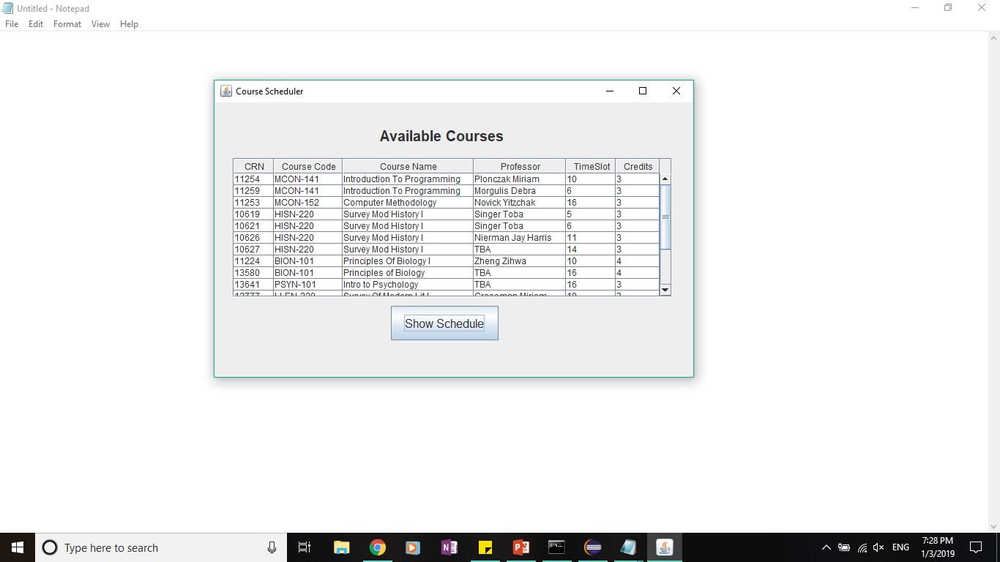 Untitled - Notepad
File Edit Format View Help
Course Scheduler
Available Courses
CRN Course Code Course Name Professor TimeSlot Credits
11254 MCON-141 Introduction To Programming Plonczak Miriam 10 3
11259 MCON-141 Introduction To Programming Morgulis Debra 6 3
11253 MCON-152 Computer Methodology Novick Yitzchak 16 3
10619 HISN-220 Survey Mod History I Singer Toba 5 3
10621 HISN-220 Survey Mod History I Singer Toba 6 3
10626 HISN-220 Survey Mod History I Nierman Jay Harris 11 3
10627 HISN-220 Survey Mod History I TBA 14 3
11224 BION-101 Principles Of Biology I Zheng Zihwa 10 4
13580 BION-101 Principles of Biology TBA 16 4
13641 PSYN-101 Intro to Psychology TBA 16 3
Survey Of Modern Lit I
Show Schedule
Type here to search
ENG
7:28 PM
1/3/2019